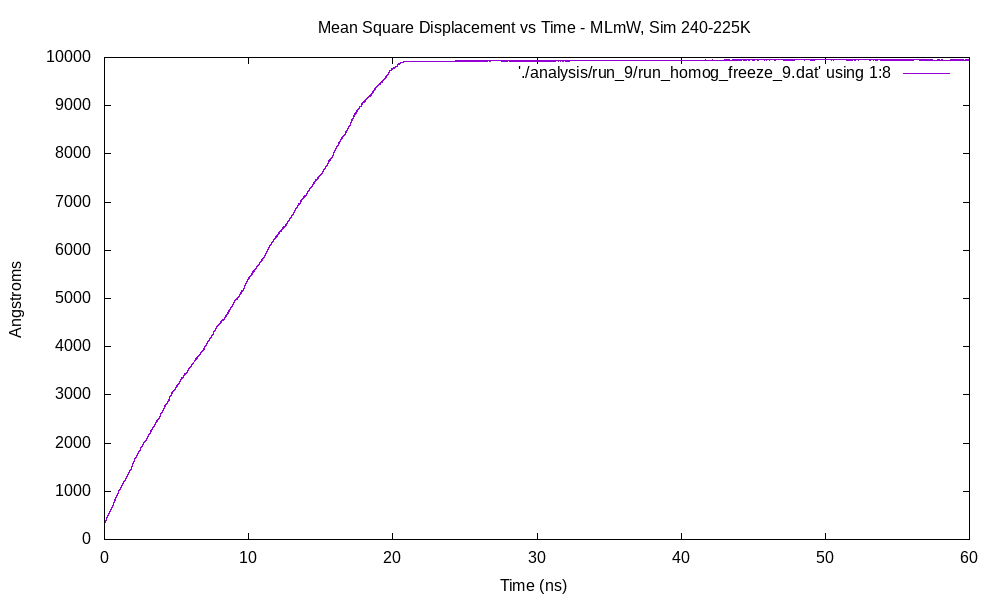 Mean Square Displacement vs Time - MLmW, Sim 240-225K
10000
9000
8000
7000
6000
5000
4000
3000
2000
1000
0
Angstroms
'./analysis/run_9/run_homog_freeze_9.dat' using 1:8
0 10 20 30 40 50 60
Time (ns)